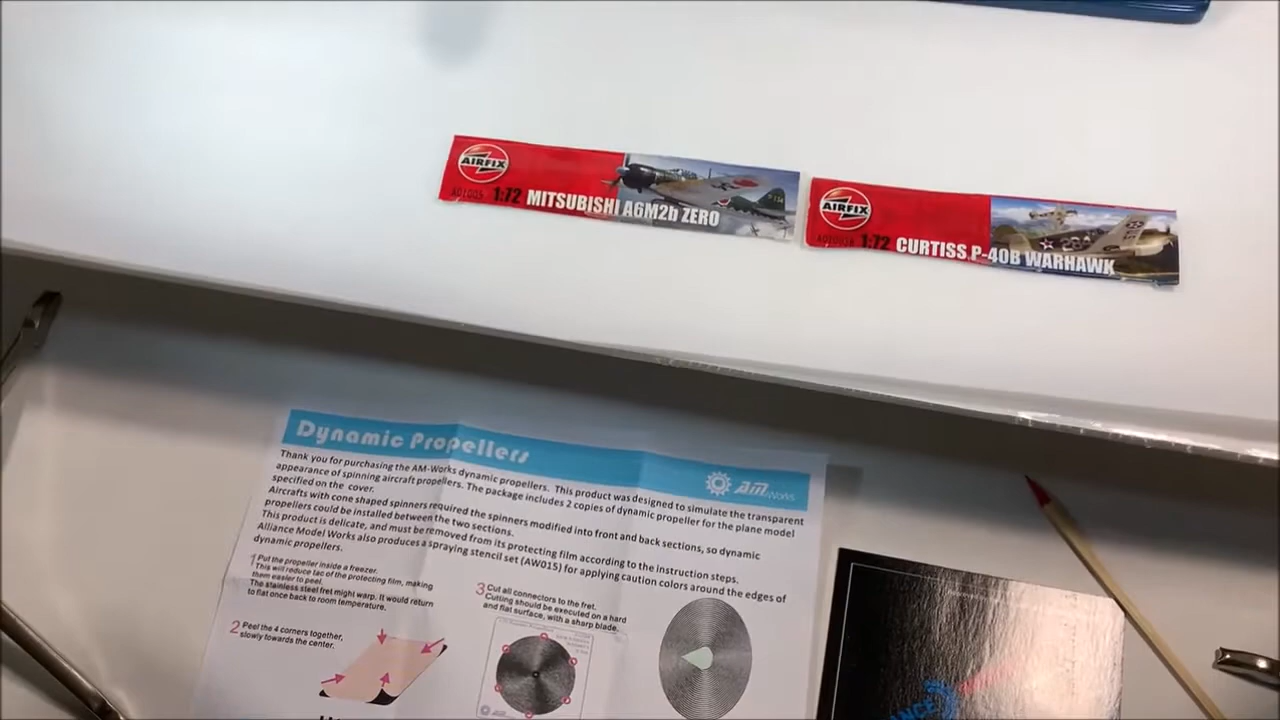 AIRFIX
A01005 1:72 MITSUBISHI A6M2b ZERO
AIRFIX
1:72 CURTISS P-40B WARHAWK
Dynamic Propellers
AM Works
Thank you for purchasing the AM-Works dynamic propellers. This product was designed to simulate the transparent
appearance of spinning aircraft propellers. The package includes 2 copies of dynamic propeller for the plane model
specified on the cover.
Aircrafts with cone shaped spinners required the spinners modified into front and back sections, so dynamic
propellers could be installed between the two sections.
This product is delicate, and must be removed from its protecting film according to the instruction steps.
Alliance Model Works also produces a spraying stencil set (AW015) for applying caution colors around the edges of
dynamic propellers.
1 Put the propeller inside a freezer.
This will reduce tac of the protecting film, making
them easier to peel.
The stainless steel fret might warp. It would return
to flat once back to room temperature.
2 Peel the 4 corners together,
slowly towards the center.
3 Cut all connectors to the fret.
Cutting should be executed on a hard
and flat surface, with a sharp blade.